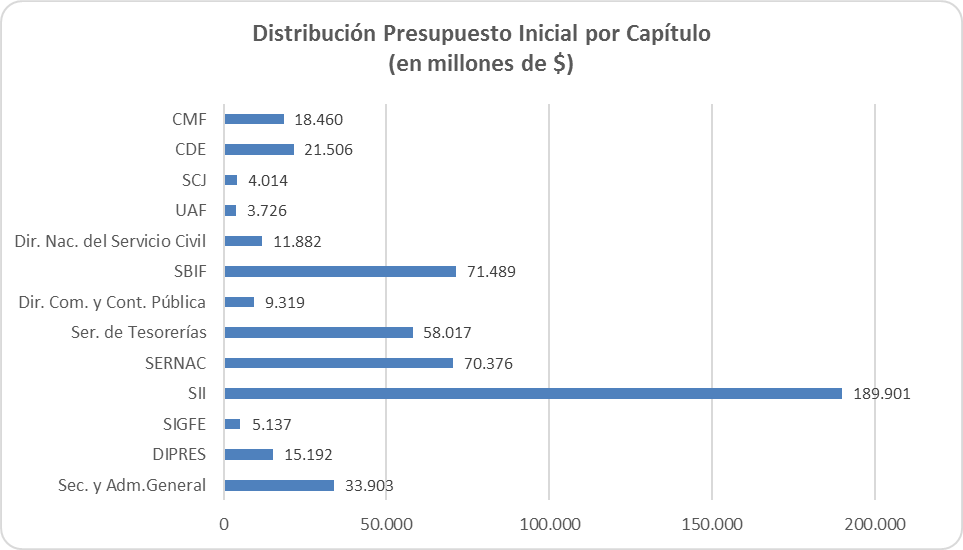 Distribución Presupuesto Inicial por Capítulo
(en millones de $)
CMF 18.460
CDE 21.506
SCJ 4.014
UAF 3.726
Dir. Nac. del Servicio Civil 11.882
SBIF 71.489
Dir. Com. y Cont. Pública 9.319
Ser. de Tesorerías 58.017
SERNAC 70.376
SII 189.901
SIGFE 5.137
DIPRES 15.192
Sec. y Adm.General 33.903
0 50.000 100.000 150.000 200.000